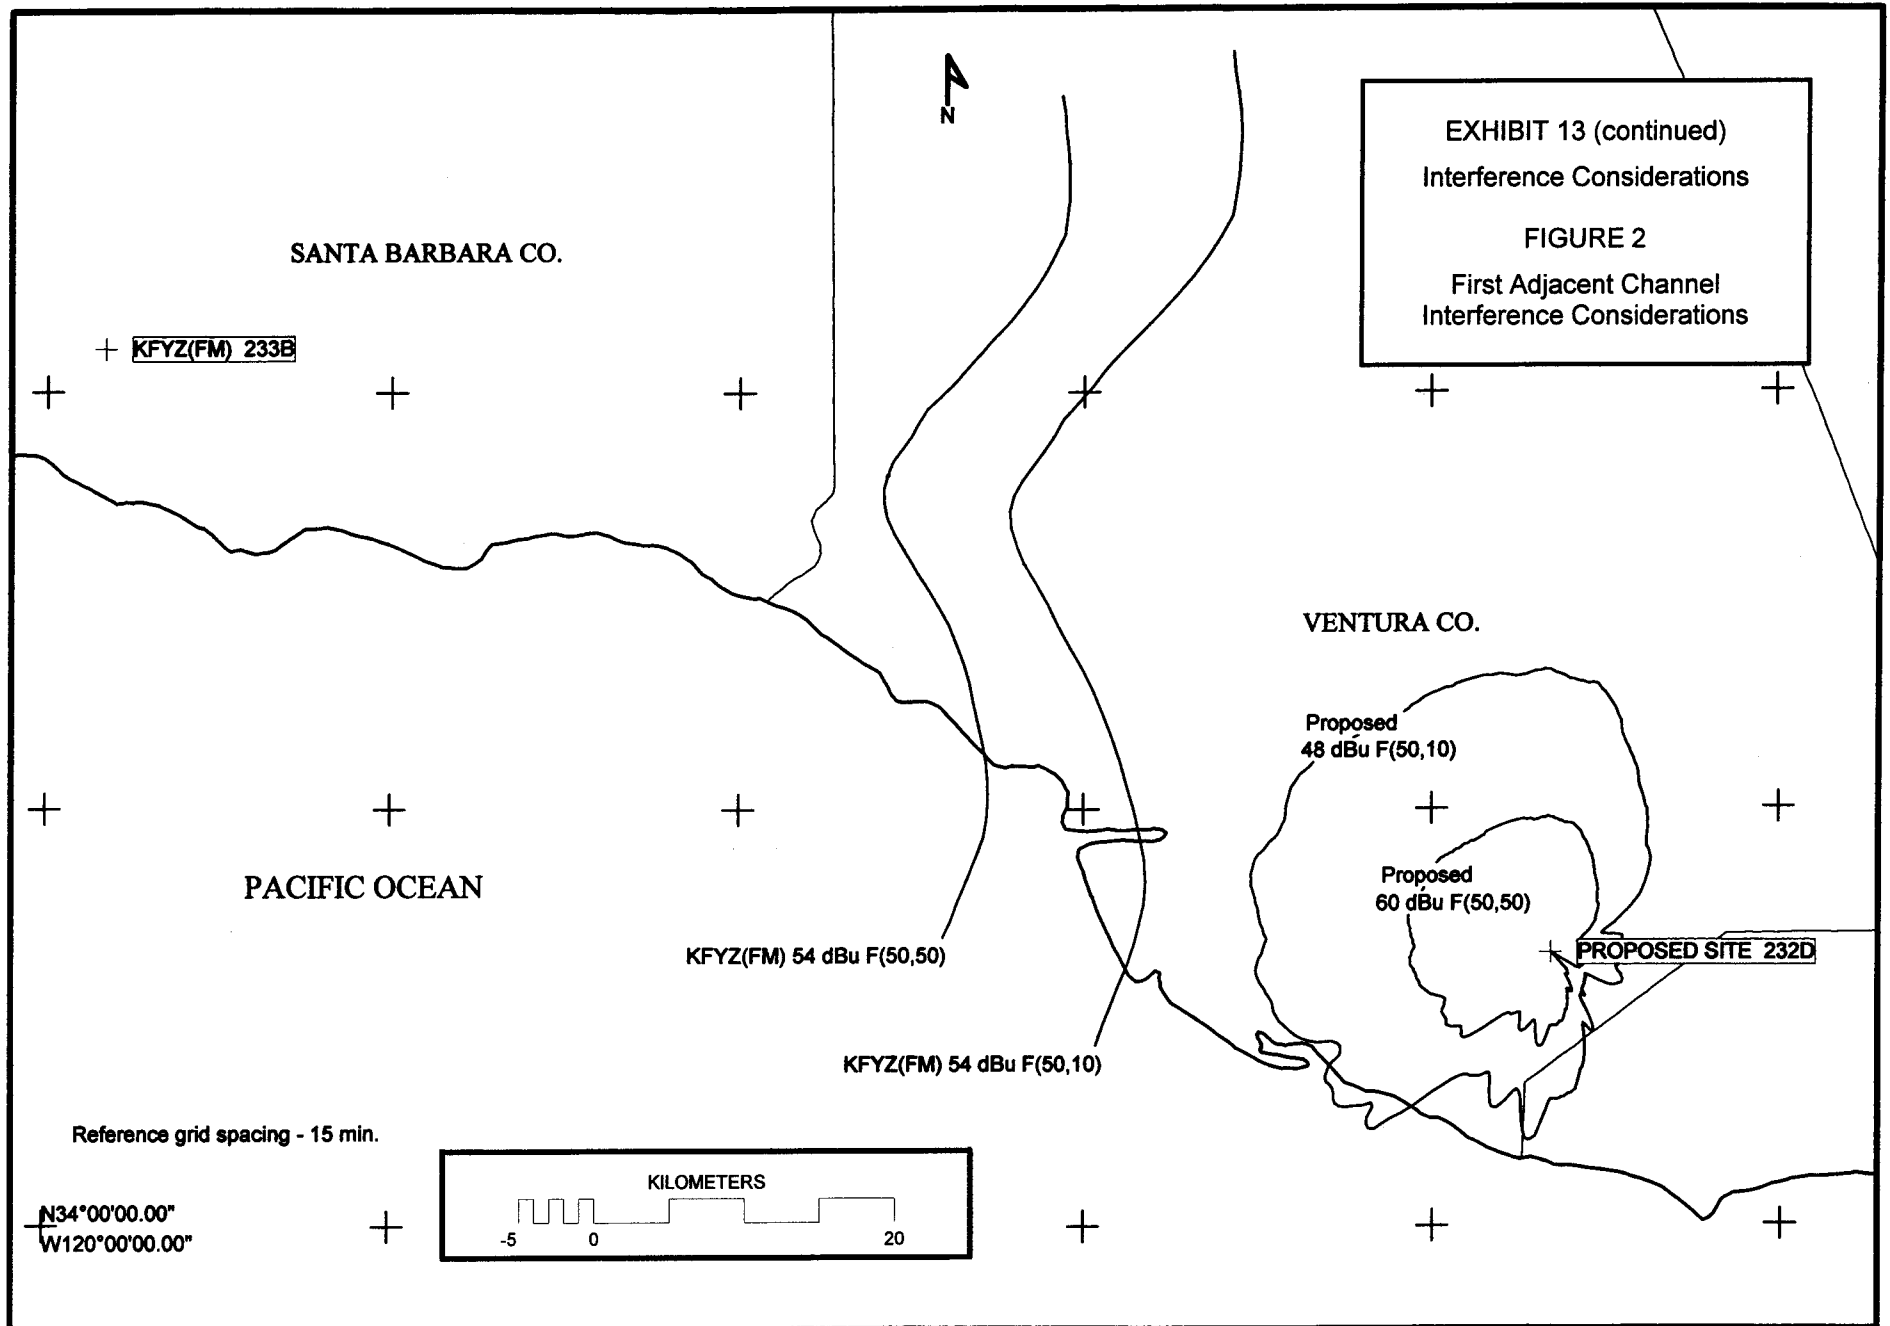 N
EXHIBIT 13 (continued)
Interference Considerations
FIGURE 2
First Adjacent Channel
Interference Considerations
SANTA BARBARA CO.
KFYZ(FM) 233B
VENTURA CO.
Proposed
48 dBu F(50,10)
Proposed
60 dBu F(50,50)
PACIFIC OCEAN
KFYZ(FM) 54 dBu F(50,50)
PROPOSED SITE 232D
KFYZ(FM) 54 dBu F(50,10)
Reference grid spacing - 15 min.
KILOMETERS
-5 0 20
N34°00'00.00"
W120°00'00.00"